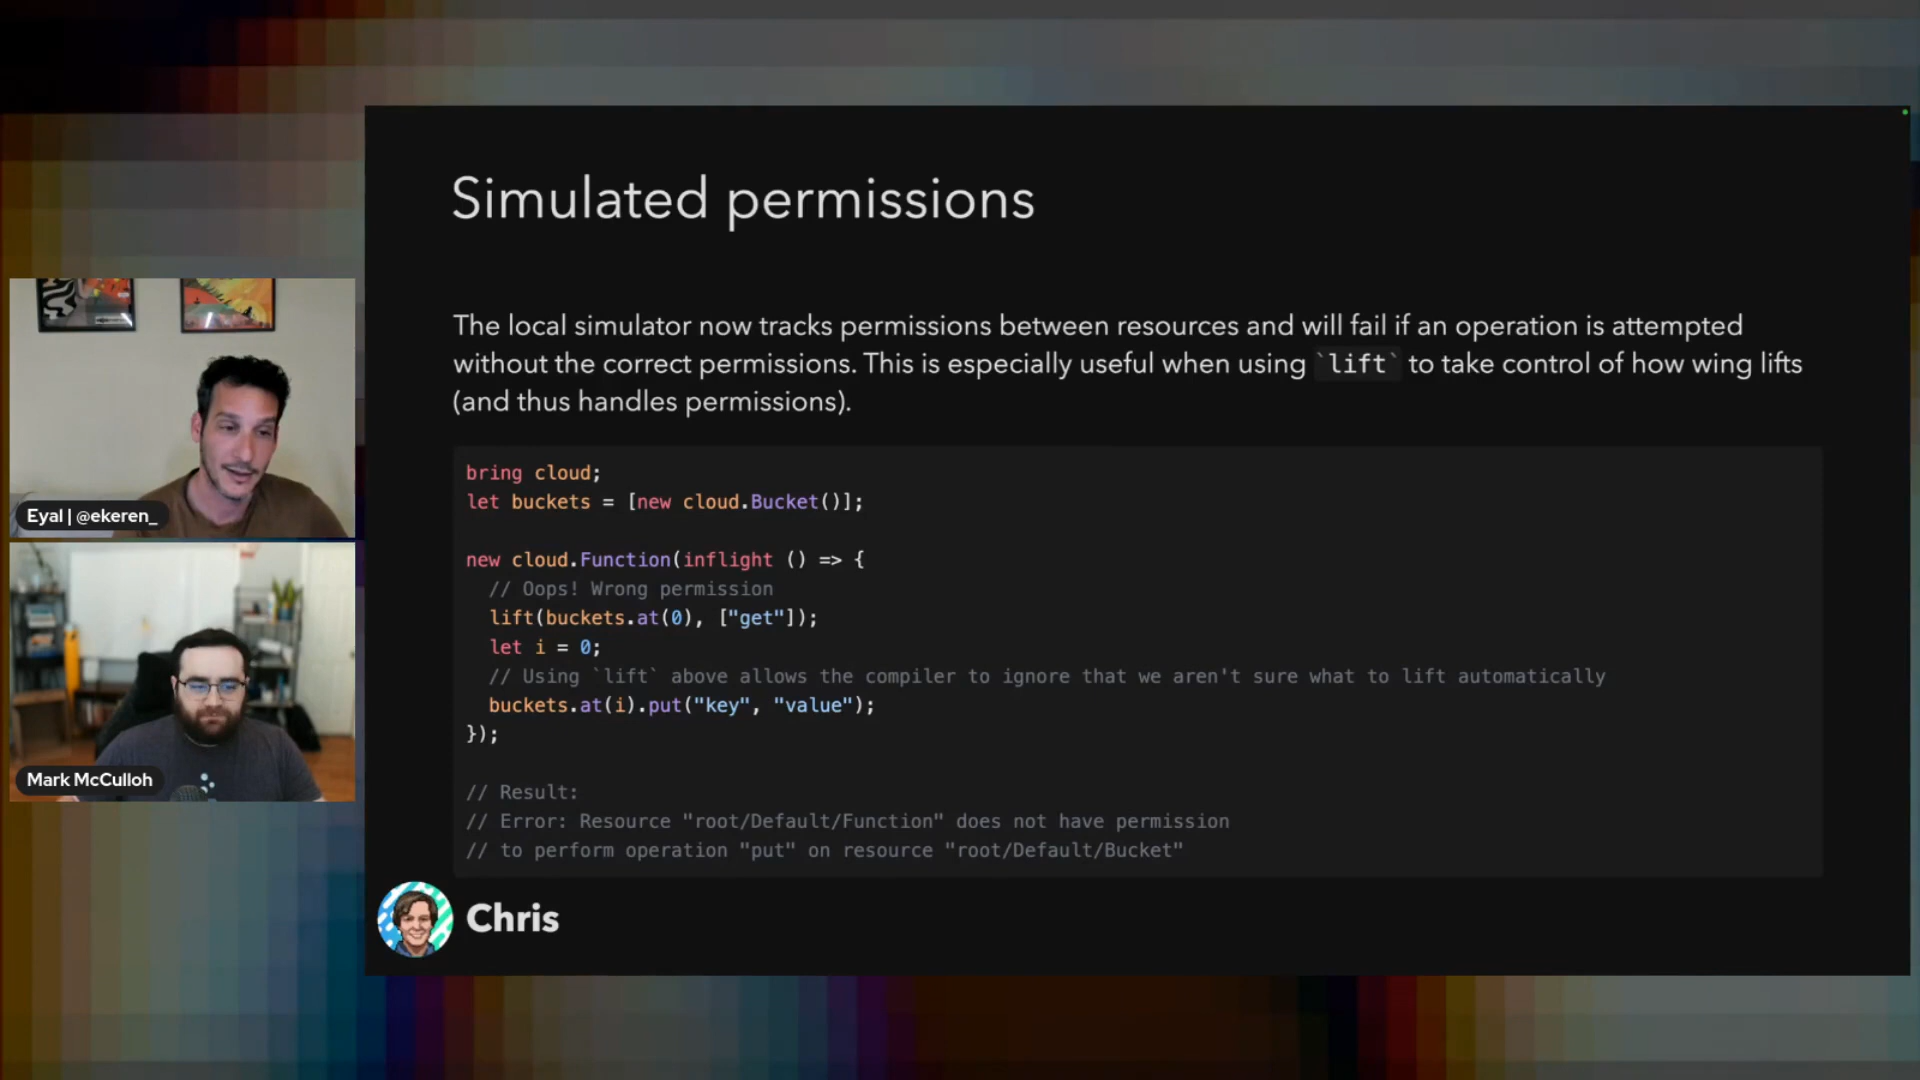 Simulated permissions
The local simulator now tracks permissions between resources and will fail if an operation is attempted
without the correct permissions. This is especially useful when using `lift` to take control of how wing lifts
(and thus handles permissions).
bring cloud;
let buckets = [new cloud.Bucket()];
new cloud.Function(inflight () => {
  // Oops! Wrong permission
  lift(buckets.at(0), ["get"]);
  let i = 0;
  // Using `lift` above allows the compiler to ignore that we aren't sure what to lift automatically
  buckets.at(i).put("key", "value");
});
// Result:
// Error: Resource "root/Default/Function" does not have permission
// to perform operation "put" on resource "root/Default/Bucket"
Chris
Eyal | @ekeren_
Mark McCulloh